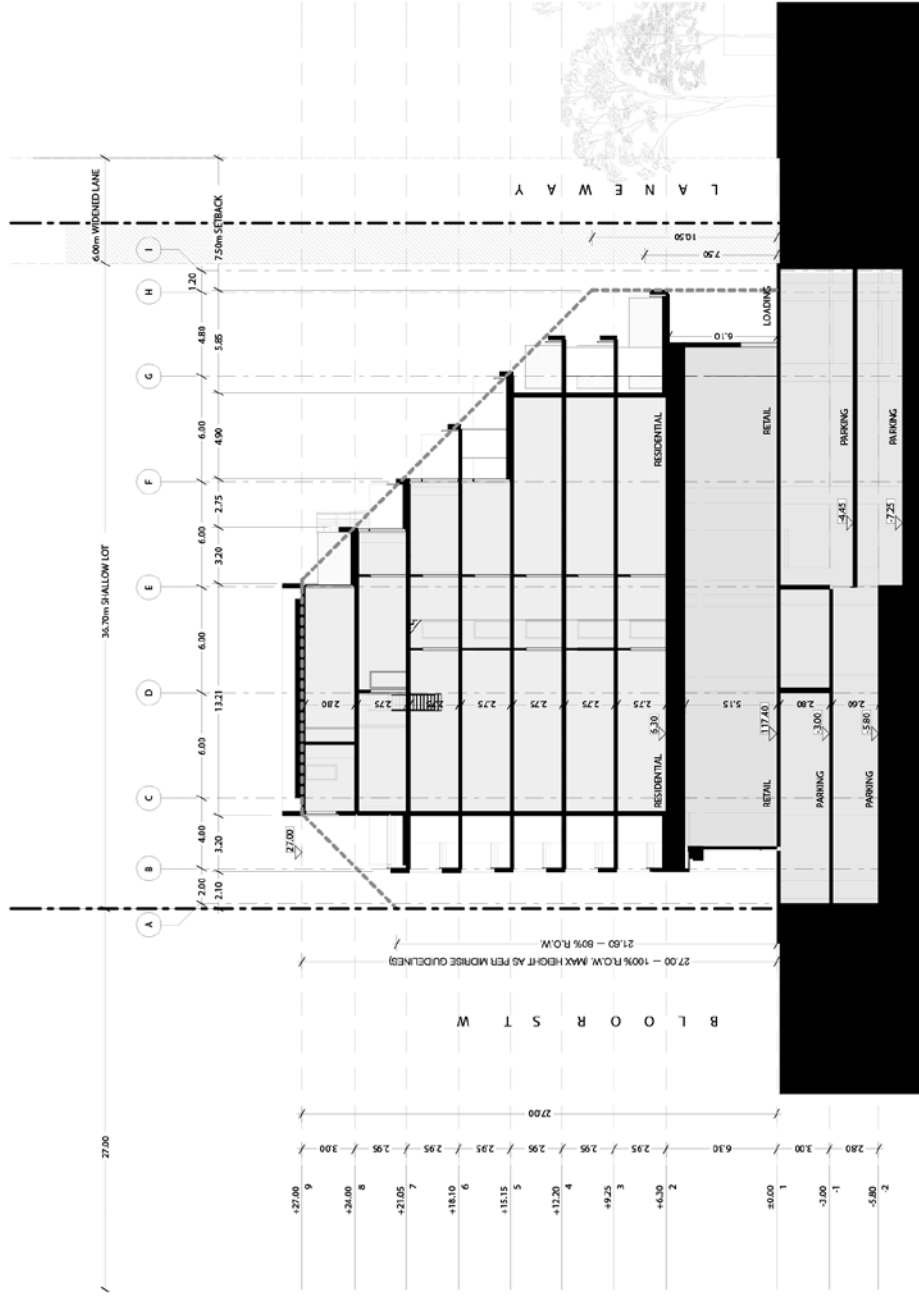 27.00
36.70m SHALLOW LOT
6.00m WIDENED LANE
A
B
C
D
E
F
G
H
I
2.00
4.00
6.00
6.00
6.00
6.00
4.80
1.20
2.10
3.20
13.21
3.20
2.75
4.90
5.85
7.50m SETBACK
+27.00
9
+24.00
8
+21.05
7
+18.10
6
+15.15
5
+12.20
4
+9.25
3
+6.30
2
±0.00
1
-3.00
-1
-5.80
-2
3.00
2.95
2.95
2.95
2.95
2.95
2.95
6.30
3.00
2.80
27.00
27.00 — 100% R.O.W. (MAX HEIGHT AS PER MIDRISE GUIDELINES)
21.60 — 80% R.O.W.
BLOOR ST W
27.00
2.80
2.75
2.75
2.75
2.75
2.75
2.75
5.15
2.80
2.60
RESIDENTIAL
6.30
RESIDENTIAL
RETAIL
117.40
RETAIL
LOADING
6.10
7.50
10.50
LANEWAY
PARKING
-3.00
PARKING
-4.45
PARKING
-5.80
PARKING
-7.25